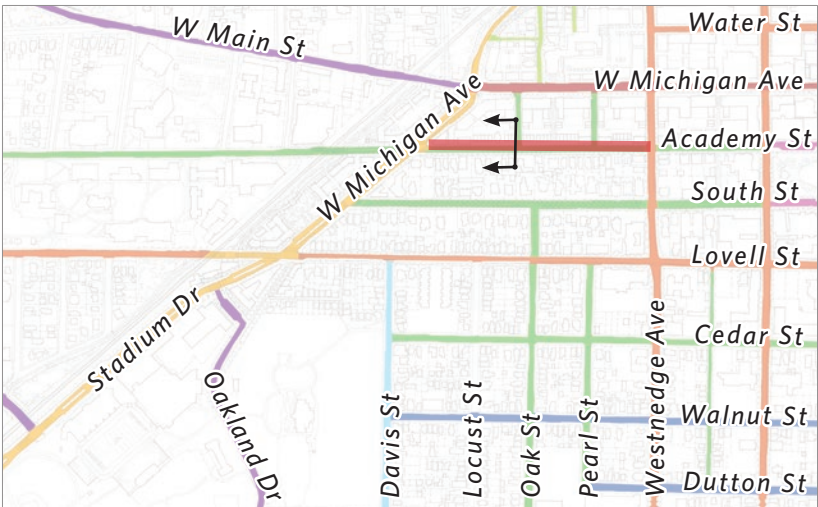 W Main St
Water St
W Michigan Ave
W Michigan Ave
Academy St
South St
Lovell St
Stadium Dr
Westnedge Ave
Cedar St
Oakland Dr
Davis St
Locust St
Oak St
Pearl St
Walnut St
Dutton St